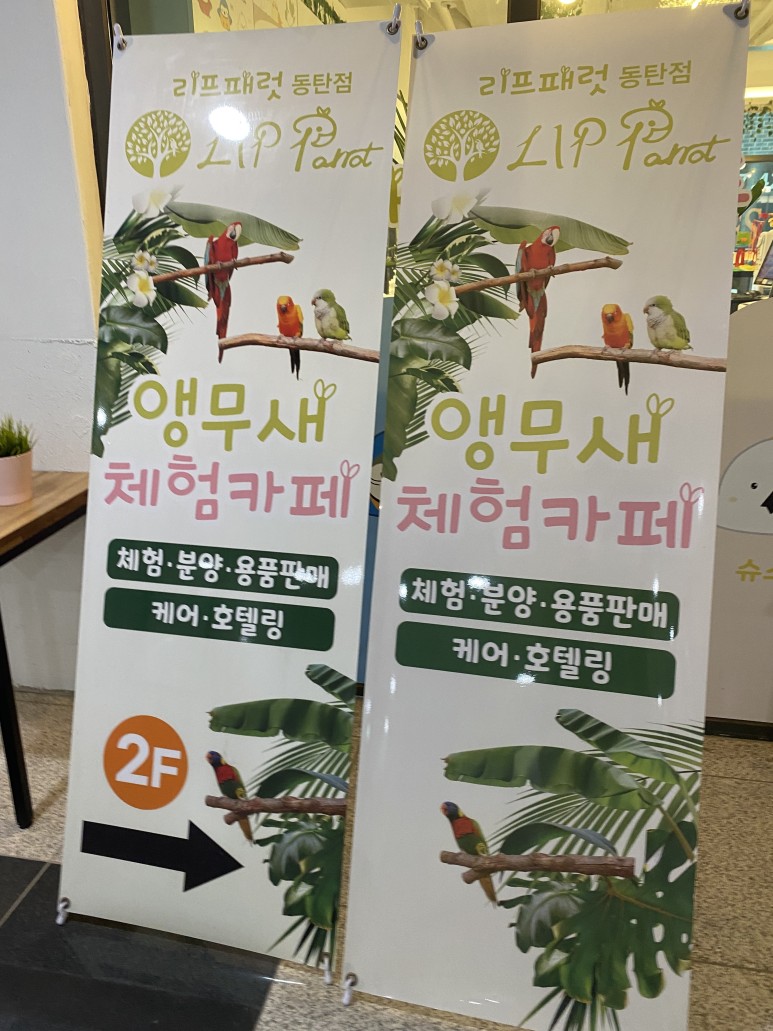 리프패럿 동탄점
LIP Parrot
앵무새
체험카페
체험·분양·용품판매
케어·호텔링
2F
리프패럿 동탄점
LIP Parrot
앵무새
체험카페
체험·분양·용품판매
케어·호텔링
슈